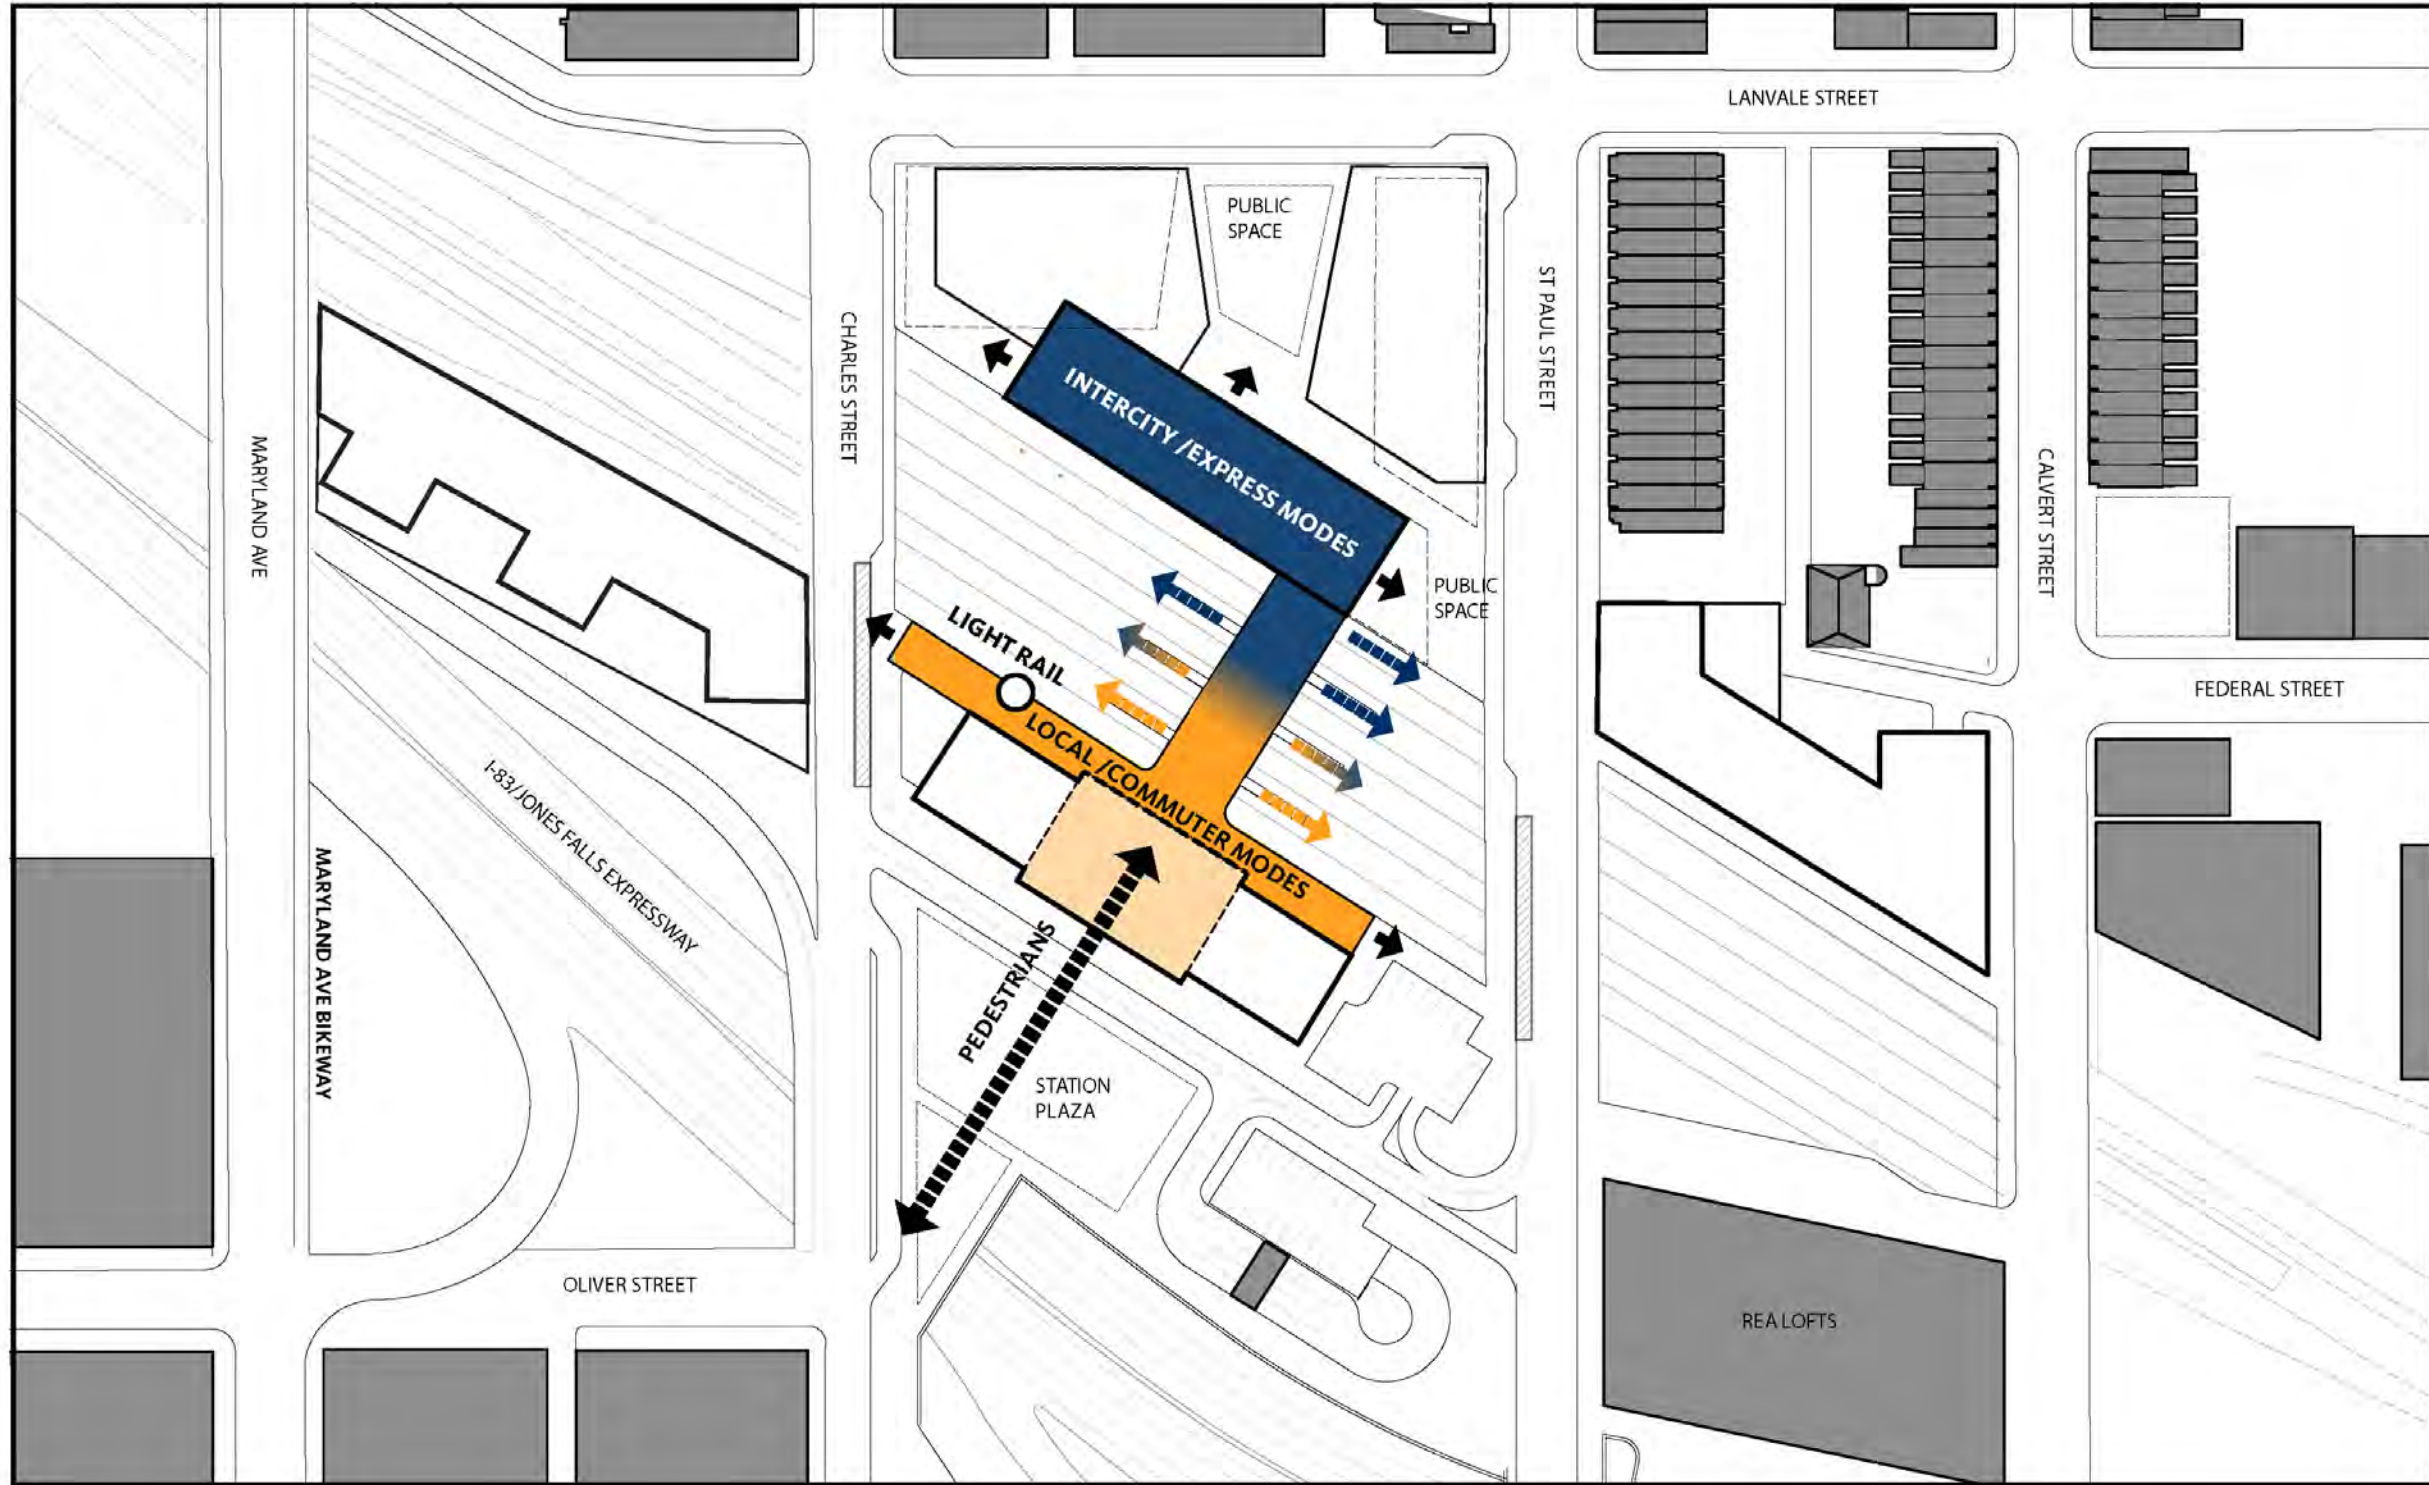 LANVALE STREET
PUBLIC
SPACE
ST PAUL STREET
CHARLES STREET
INTERCITY /EXPRESS MODES
MARYLAND AVE
CALVERT STREET
PUBLIC
SPACE
LIGHT RAIL
FEDERAL STREET
LOCAL /COMMUTER MODES
I-83/JONES FALLS EXPRESSWAY
MARYLAND AVE BIKEWAY
PEDESTRIANS
STATION
PLAZA
OLIVER STREET
REA LOFTS